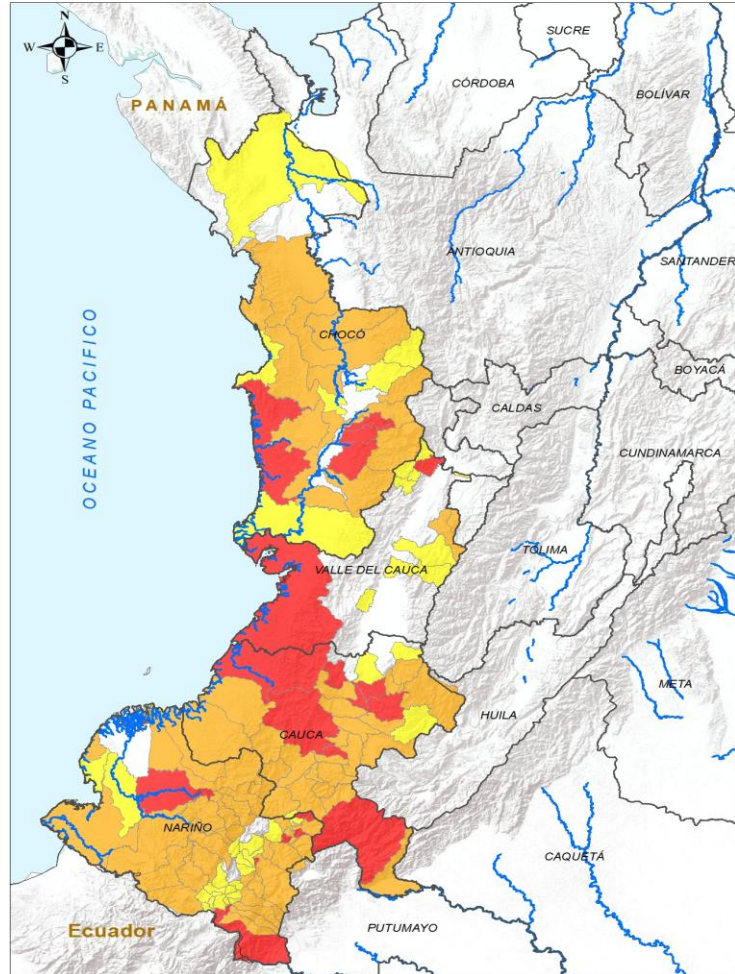 N
W E
S
SUCRE
CÓRDOBA
BOLÍVAR
PANAMÁ
ANTIOQUIA
SANTANDER
OCEANO PACIFICO
CHOCÓ
BOYACÁ
CALDAS
CUNDINAMARCA
TOLIMA
VALLE DEL CAUCA
META
HUILA
CAUCA
NARIÑO
CAQUETÁ
PUTUMAYO
Ecuador